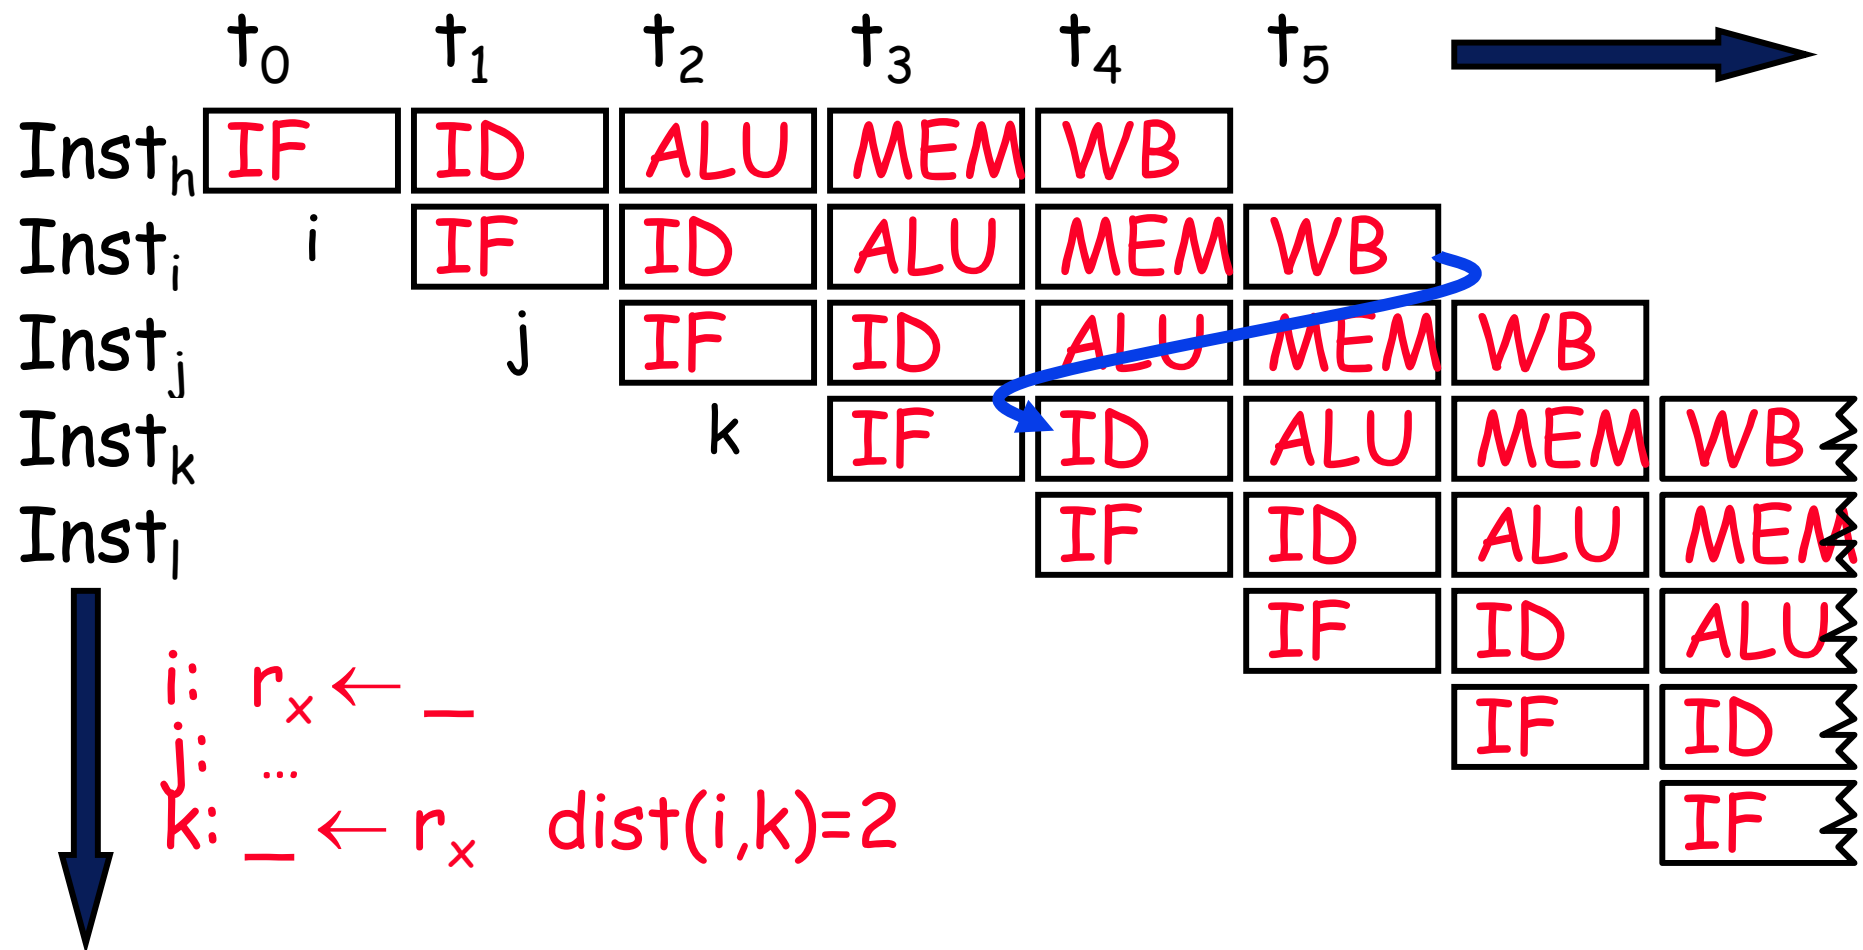 t0 t1 t2 t3 t4 t5
Insth IF ID ALU MEM WB
Insti i IF ID ALU MEM WB
Instj j IF ID ALU MEM WB
Instk k IF ID ALU MEM WB
Instl IF ID ALU MEM
IF ID ALU
IF ID
IF
i: rx ← _
j: ...
k: _ ← rx dist(i,k)=2